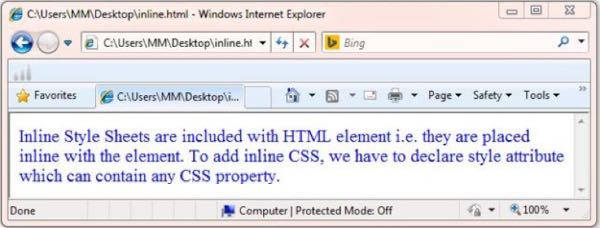 C:\Users\MM\Desktop\inline.html - Windows Internet Explorer
C:\Users\MM\Desktop\inline.ht
Bing
Favorites
C:\Users\MM\Desktop\i...
Page
Safety
Tools
Inline Style Sheets are included with HTML element i.e. they are placed
inline with the element. To add inline CSS, we have to declare style attribute
which can contain any CSS property.
Done
Computer | Protected Mode: Off
100%